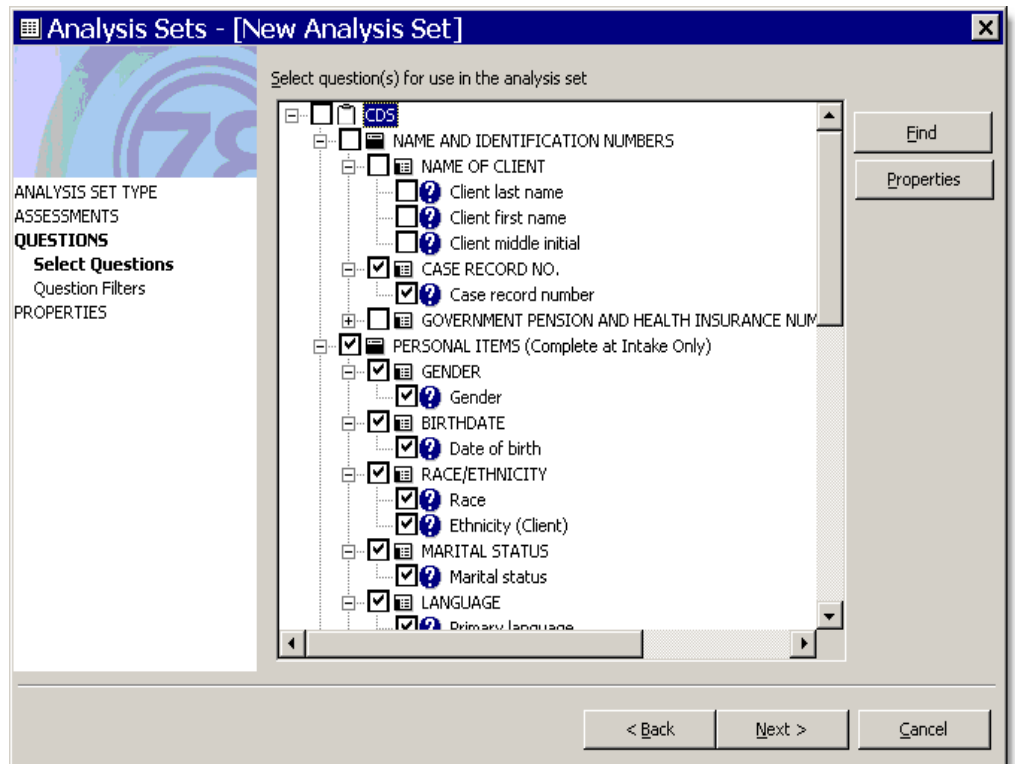 Analysis Sets - [New Analysis Set]
78
ANALYSIS SET TYPE
ASSESSMENTS
QUESTIONS
Select Questions
Question Filters
PROPERTIES
Select question(s) for use in the analysis set
CDS
NAME AND IDENTIFICATION NUMBERS
NAME OF CLIENT
Client last name
Client first name
Client middle initial
CASE RECORD NO.
Case record number
GOVERNMENT PENSION AND HEALTH INSURANCE NUM
PERSONAL ITEMS (Complete at Intake Only)
GENDER
Gender
BIRTHDATE
Date of birth
RACE/ETHNICITY
Race
Ethnicity (Client)
MARITAL STATUS
Marital status
LANGUAGE
Primary language
Find
Properties
< Back
Next >
Cancel